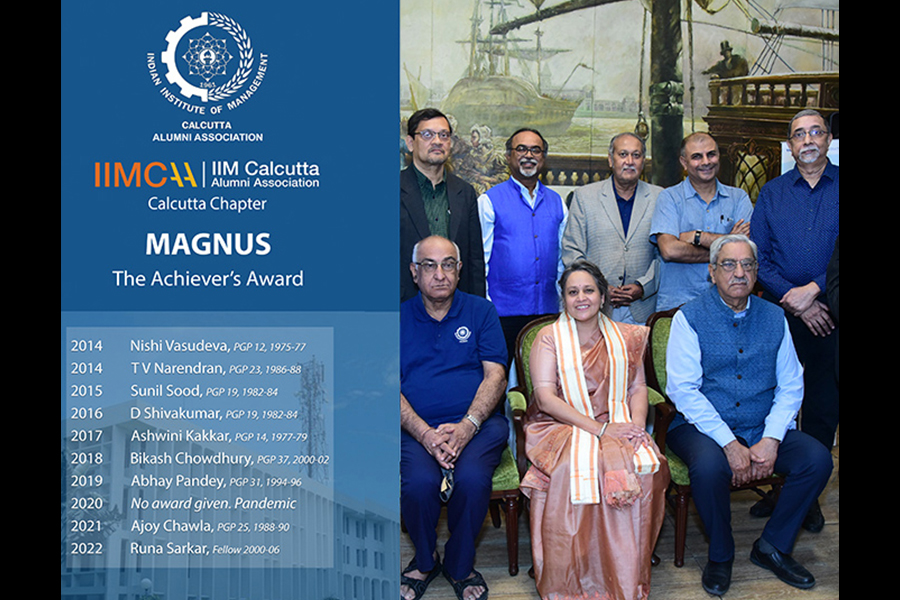 INDIAN INSTITUTE OF MANAGEMENT
1961
CALCUTTA
ALUMNI ASSOCIATION
IIMCAA | IIM Calcutta
Alumni Association
Calcutta Chapter
MAGNUS
The Achiever's Award
2014 Nishi Vasudeva, PGP 12, 1975-77
2014 T V Narendran, PGP 23, 1986-88
2015 Sunil Sood, PGP 19, 1982-84
2016 D Shivakumar, PGP 19, 1982-84
2017 Ashwini Kakkar, PGP 14, 1977-79
2018 Bikash Chowdhury, PGP 37, 2000-02
2019 Abhay Pandey, PGP 31, 1994-96
2020 No award given. Pandemic
2021 Ajoy Chawla, PGP 25, 1988-90
2022 Runa Sarkar, Fellow 2000-06